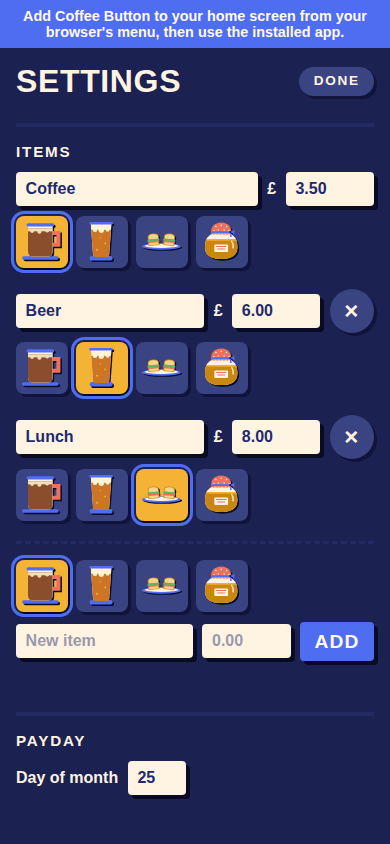 Add Coffee Button to your home screen from your
browser's menu, then use the installed app.
SETTINGS
DONE
ITEMS
Coffee £ 3.50
Beer £ 6.00 ×
Lunch £ 8.00 ×
New item 0.00 ADD
PAYDAY
Day of month 25